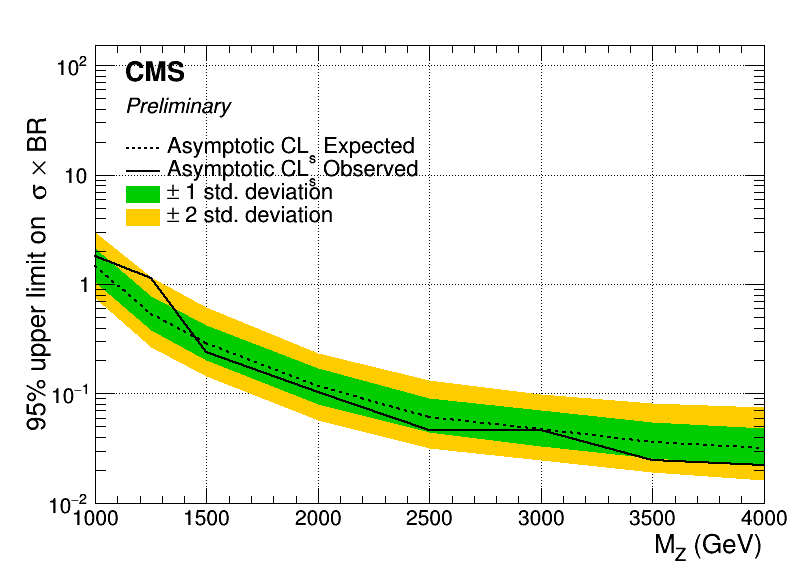 CMS
Preliminary
Asymptotic CLs Expected
Asymptotic CLs Observed
± 1 std. deviation
± 2 std. deviation
95% upper limit on σ × BR
10²
10
1
10⁻¹
10⁻²
1000 1500 2000 2500 3000 3500 4000
M_Z (GeV)